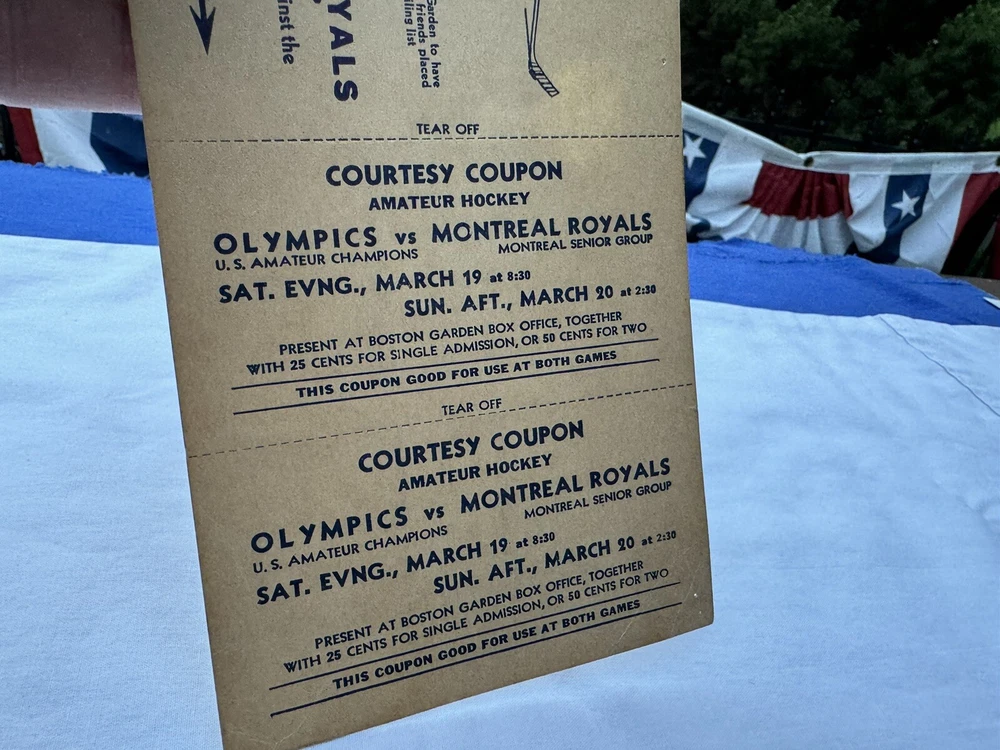 YALS
inst the
Garden to have
friends placed
iling list
TEAR OFF
COURTESY COUPON
AMATEUR HOCKEY
OLYMPICS vs MONTREAL ROYALS
U. S. AMATEUR CHAMPIONS MONTREAL SENIOR GROUP
SAT. EVNG., MARCH 19 at 8:30
SUN. AFT., MARCH 20 at 2:30
PRESENT AT BOSTON GARDEN BOX OFFICE, TOGETHER
WITH 25 CENTS FOR SINGLE ADMISSION, OR 50 CENTS FOR TWO
THIS COUPON GOOD FOR USE AT BOTH GAMES
TEAR OFF
COURTESY COUPON
AMATEUR HOCKEY
OLYMPICS vs MONTREAL ROYALS
U. S. AMATEUR CHAMPIONS MONTREAL SENIOR GROUP
SAT. EVNG., MARCH 19 at 8:30
SUN. AFT., MARCH 20 at 2:30
PRESENT AT BOSTON GARDEN BOX OFFICE, TOGETHER
WITH 25 CENTS FOR SINGLE ADMISSION, OR 50 CENTS FOR TWO
THIS COUPON GOOD FOR USE AT BOTH GAMES